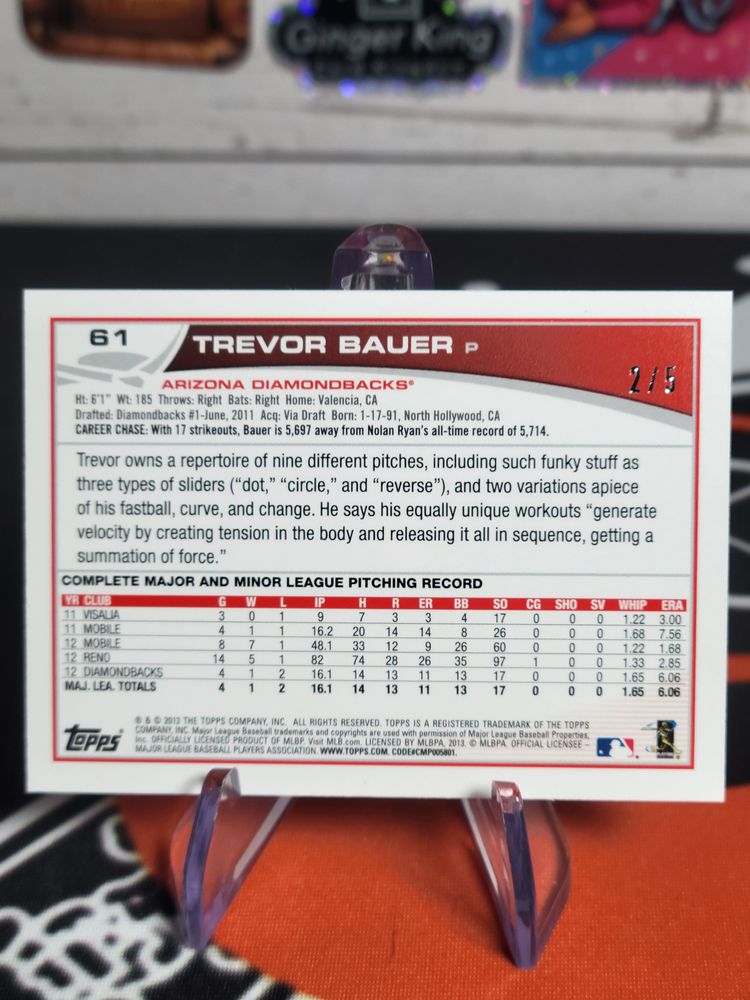 Ginger King
61
TREVOR BAUER P
2/5
ARIZONA DIAMONDBACKS®
Ht: 6'1" Wt: 185 Throws: Right Bats: Right Home: Valencia, CA
Drafted: Diamondbacks #1-June, 2011 Acq: Via Draft Born: 1-17-91, North Hollywood, CA
CAREER CHASE: With 17 strikeouts, Bauer is 5,697 away from Nolan Ryan's all-time record of 5,714.
Trevor owns a repertoire of nine different pitches, including such funky stuff as
three types of sliders ("dot," "circle," and "reverse"), and two variations apiece
of his fastball, curve, and change. He says his equally unique workouts "generate
velocity by creating tension in the body and releasing it all in sequence, getting a
summation of force."
COMPLETE MAJOR AND MINOR LEAGUE PITCHING RECORD
YR CLUB G W L IP H R ER BB SO CG SHO SV WHIP ERA
11 VISALIA 3 0 1 9 7 3 3 4 17 0 0 0 1.22 3.00
11 MOBILE 4 1 1 16.2 20 14 14 8 26 0 0 0 1.68 7.56
12 MOBILE 8 7 1 48.1 33 12 9 26 60 0 0 0 1.22 1.68
12 RENO 14 5 1 82 74 28 26 35 97 1 0 0 1.33 2.85
12 DIAMONDBACKS 4 1 2 16.1 14 13 11 13 17 0 0 0 1.65 6.06
MAJ. LEA. TOTALS 4 1 2 16.1 14 13 11 13 17 0 0 0 1.65 6.06
Topps®
® & © 2013 THE TOPPS COMPANY, INC. ALL RIGHTS RESERVED. TOPPS IS A REGISTERED TRADEMARK OF THE TOPPS
COMPANY, INC. Major League Baseball trademarks and copyrights are used with permission of Major League Baseball Properties,
Inc. OFFICIALLY LICENSED PRODUCT OF MLBP. Visit MLB.com. LICENSED BY MLBPA, 2013. © MLBPA. OFFICIAL LICENSEE –
MAJOR LEAGUE BASEBALL PLAYERS ASSOCIATION. WWW.TOPPS.COM. CODE#CMP005801.